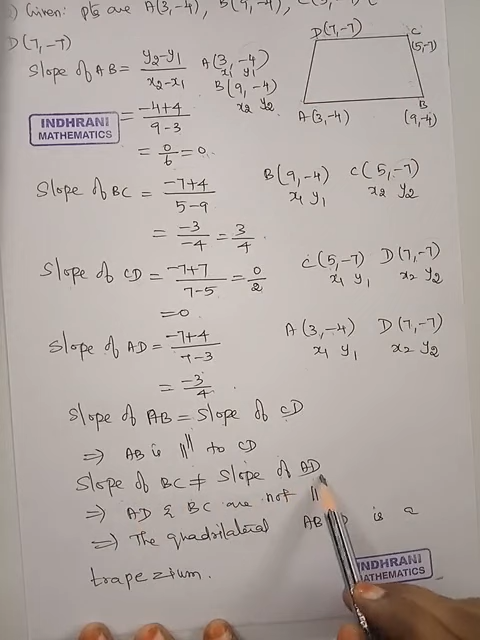 Given: pts are A(3,-4), B(9,-4),
D(7,-7)
Slope of AB = y2-y1 / x2-x1 A(3,-4) x1 y1
B(9,-4) x2 y2
= -4+4 / 9-3
= 0/6 = 0
D(7,-7) C(5,-7)
A(3,-4) B(9,-4)
INDHRANI MATHEMATICS
Slope of BC = -7+4 / 5-9 B(9,-4) x1 y1 C(5,-7) x2 y2
= -3/-4 = 3/4.
Slope of CD = -7+7 / 7-5 = 0/2 C(5,-7) x1 y1 D(7,-7) x2 y2
= 0
Slope of AD = -7+4 / 7-3 A(3,-4) x1 y1 D(7,-7) x2 y2
= -3/4.
Slope of AB = Slope of CD
⇒ AB is || to CD
Slope of BC ≠ Slope of AD
⇒ AD & BC are not ||
⇒ The quadrilateral AB D is a
trapezium.
INDHRANI MATHEMATICS